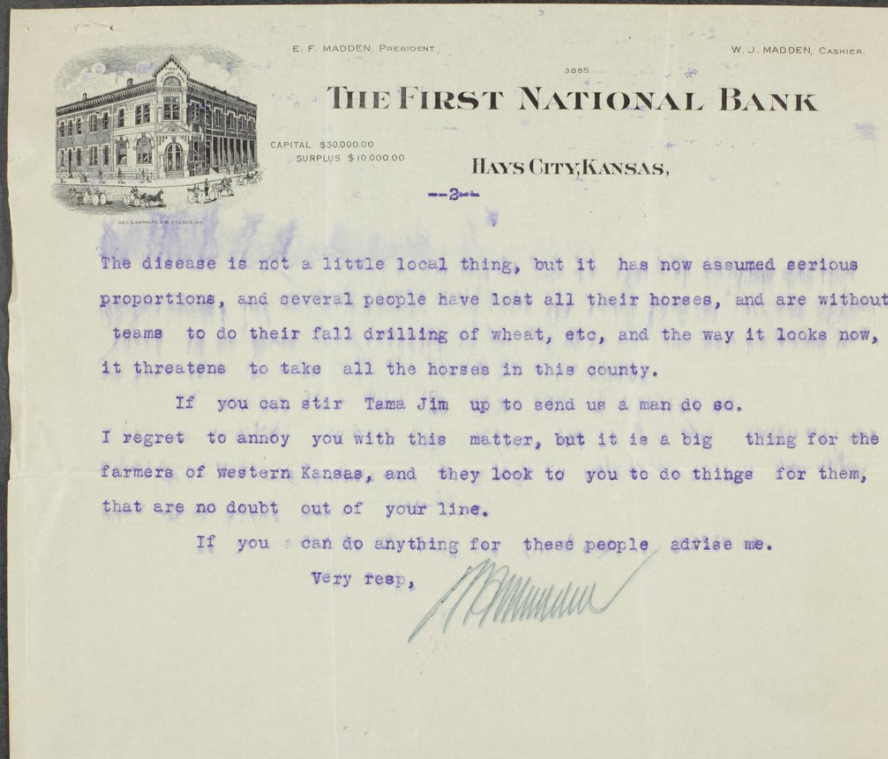 E. F. MADDEN, PRESIDENT.
W. J. MADDEN, CASHIER.
3885
THE FIRST NATIONAL BANK
CAPITAL $50,000.00
SURPLUS $10,000.00
HAYS CITY, KANSAS,
--2--
The disease is not a little local thing, but it has now assumed serious
proportions, and several people have lost all their horses, and are without
teams to do their fall drilling of wheat, etc, and the way it looks now,
it threatens to take all the horses in this county.
If you can stir Tama Jim up to send us a man do so.
I regret to annoy you with this matter, but it is a big thing for the
farmers of western Kansas, and they look to you to do things for them,
that are no doubt out of your line.
If you can do anything for these people advise me.
Very resp,